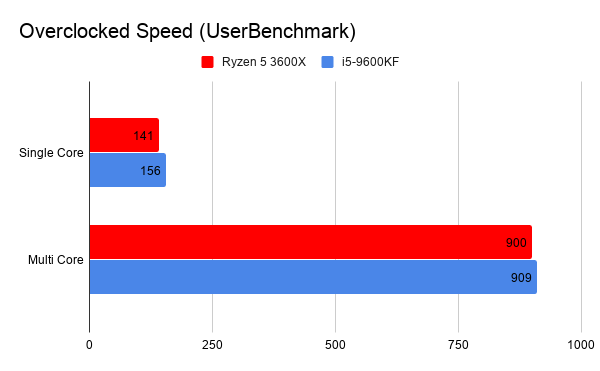 Overclocked Speed (UserBenchmark)
Ryzen 5 3600X i5-9600KF
141
Single Core
156
900
Multi Core
909
0 250 500 750 1000